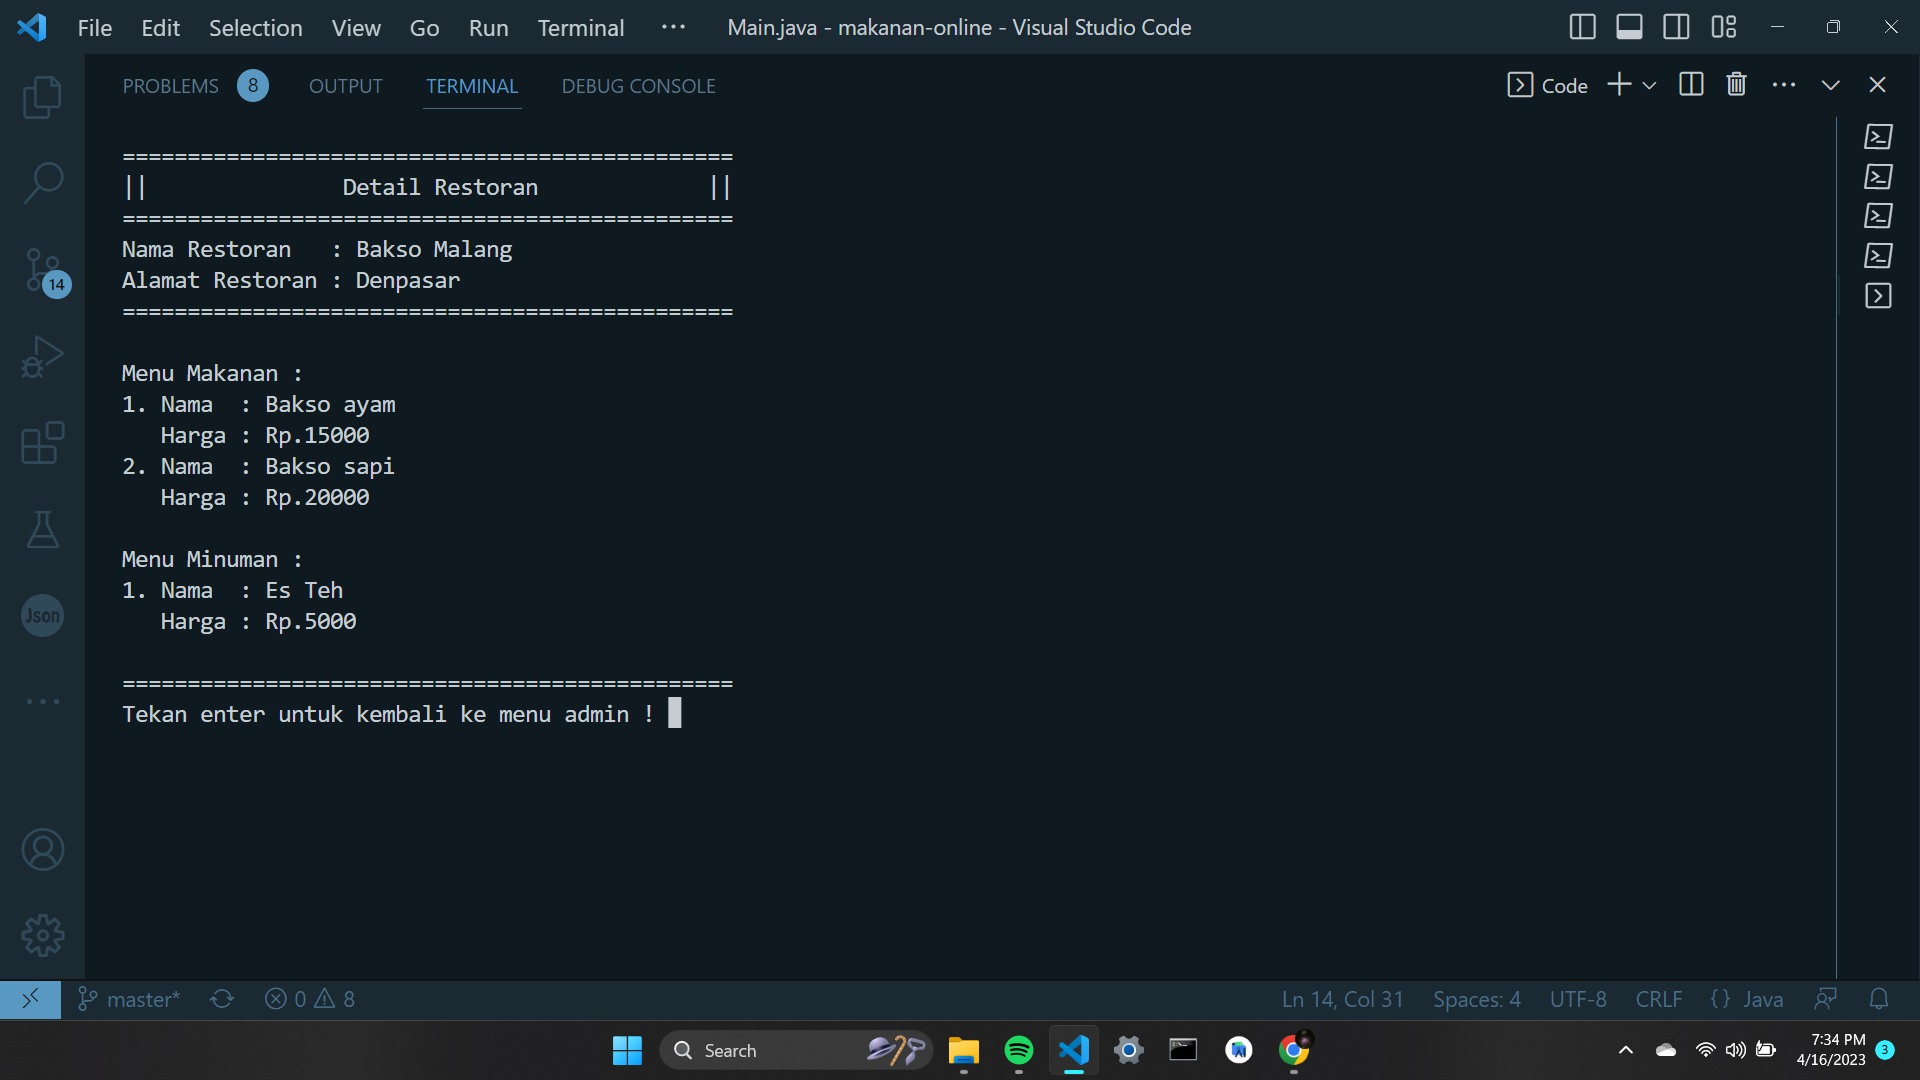 File Edit Selection View Go Run Terminal ··· Main.java - makanan-online - Visual Studio Code
PROBLEMS 8 OUTPUT TERMINAL DEBUG CONSOLE Code
===============================================
||               Detail Restoran             ||
===============================================
Nama Restoran   : Bakso Malang
Alamat Restoran : Denpasar
===============================================
Menu Makanan :
1. Nama  : Bakso ayam
   Harga : Rp.15000
2. Nama  : Bakso sapi
   Harga : Rp.20000
Menu Minuman :
1. Nama  : Es Teh
   Harga : Rp.5000
===============================================
Tekan enter untuk kembali ke menu admin !
14
Json
master* 0 8 Ln 14, Col 31 Spaces: 4 UTF-8 CRLF {} Java
Search
7:34 PM
4/16/2023 3